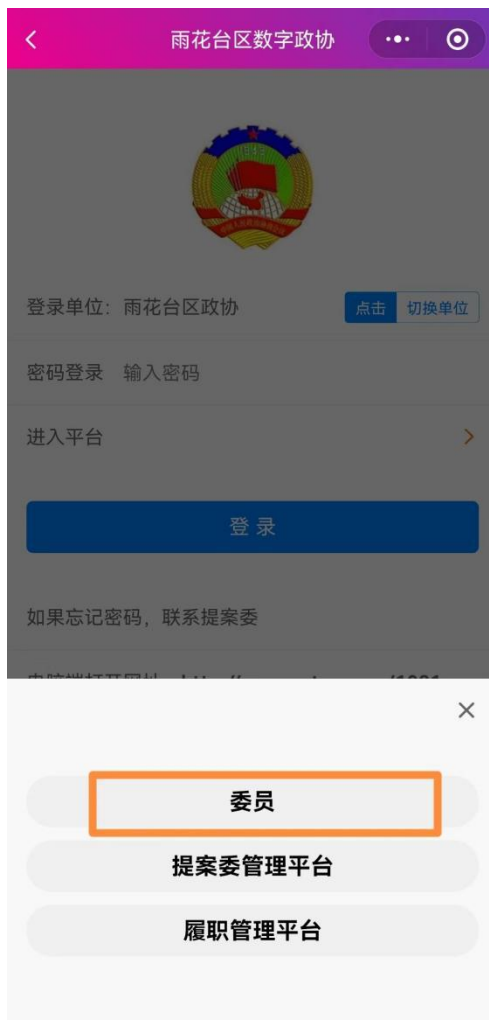 雨花台区数字政协
登录单位：雨花台区政协
点击 切换单位
密码登录 输入密码
进入平台
登录
如果忘记密码，联系提案委
委员
提案委管理平台
履职管理平台